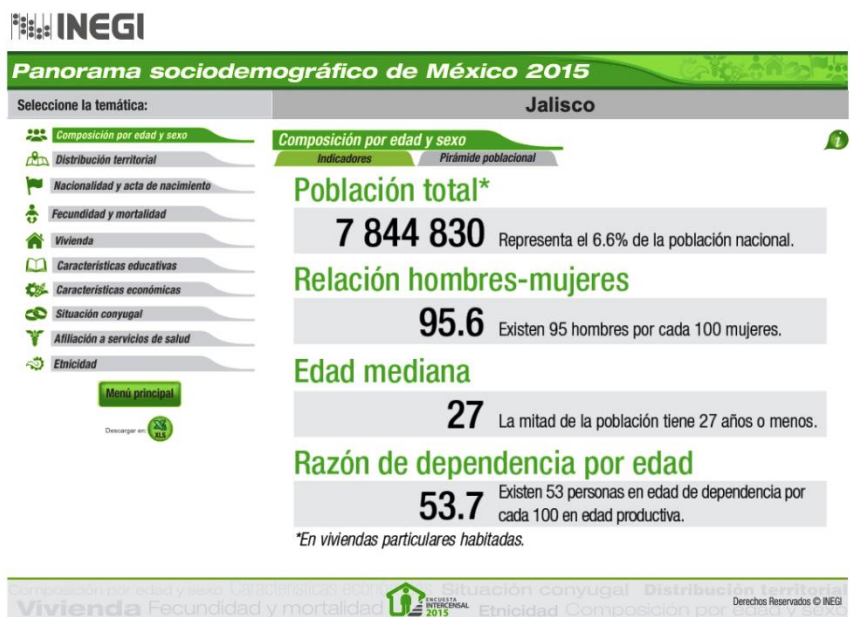 INEGI
Panorama sociodemográfico de México 2015
Seleccione la temática:
Jalisco
Composición por edad y sexo
Distribución territorial
Nacionalidad y acta de nacimiento
Fecundidad y mortalidad
Vivienda
Características educativas
Características económicas
Situación conyugal
Afiliación a servicios de salud
Etnicidad
Menú principal
Descargar en:
XLS
Composición por edad y sexo
i
Indicadores
Pirámide poblacional
Población total*
7 844 830 Representa el 6.6% de la población nacional.
Relación hombres-mujeres
95.6 Existen 95 hombres por cada 100 mujeres.
Edad mediana
27 La mitad de la población tiene 27 años o menos.
Razón de dependencia por edad
53.7 Existen 53 personas en edad de dependencia por
cada 100 en edad productiva.
*En viviendas particulares habitadas.
Composición por edad y sexo Características Situación conyugal Distribución territorial
Vivienda Fecundidad y mortalidad Etnicidad Composición por edad y sexo
ENCUESTA
INTERCENSAL
2015
Derechos Reservados © INEGI